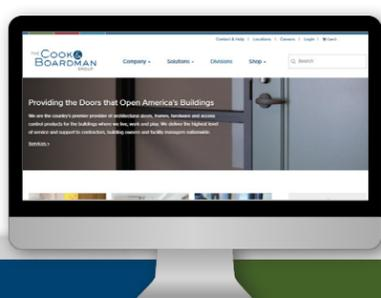 Contact & Help | Locations | Careers | Login | Cart
THE COOK & BOARDMAN GROUP
Company Solutions Divisions Shop Search
Providing the Doors that Open America's Buildings
We are the country's premier provider of architectural doors, frames, hardware and access
control products for the buildings where we live, work and play. We deliver the highest level
of service and support to contractors, building owners and facility managers nationwide.
Services >